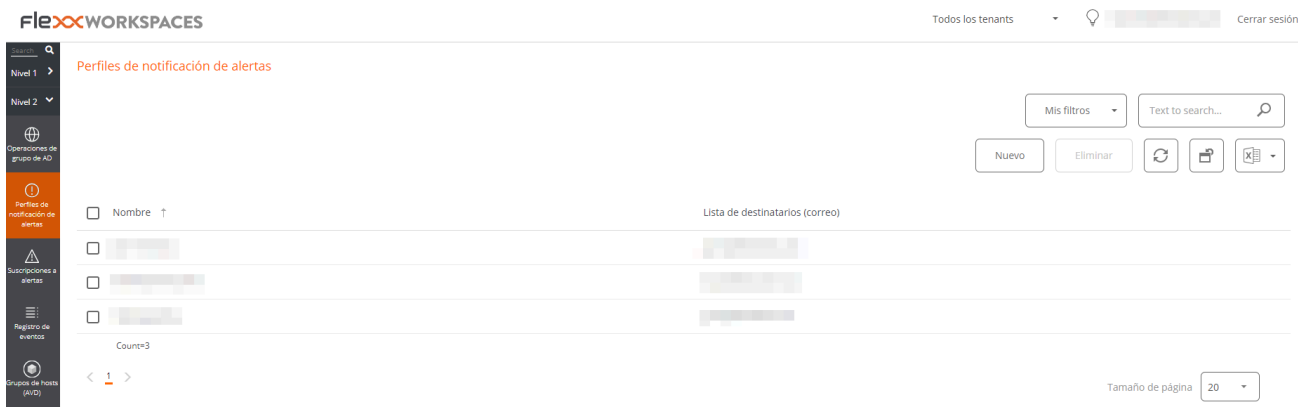 FlexxWORKSPACES
Todos los tenants
Cerrar sesión
Search
Nivel 1
Nivel 2
Operaciones de
grupo de AD
Perfiles de
notificación de
alertas
Suscripciones a
alertas
Registro de
eventos
Grupos de hosts
(AVD)
Perfiles de notificación de alertas
Mis filtros
Text to search...
Nuevo
Eliminar
Nombre ↑
Lista de destinatarios (correo)
Count=3
< 1 >
Tamaño de página
20